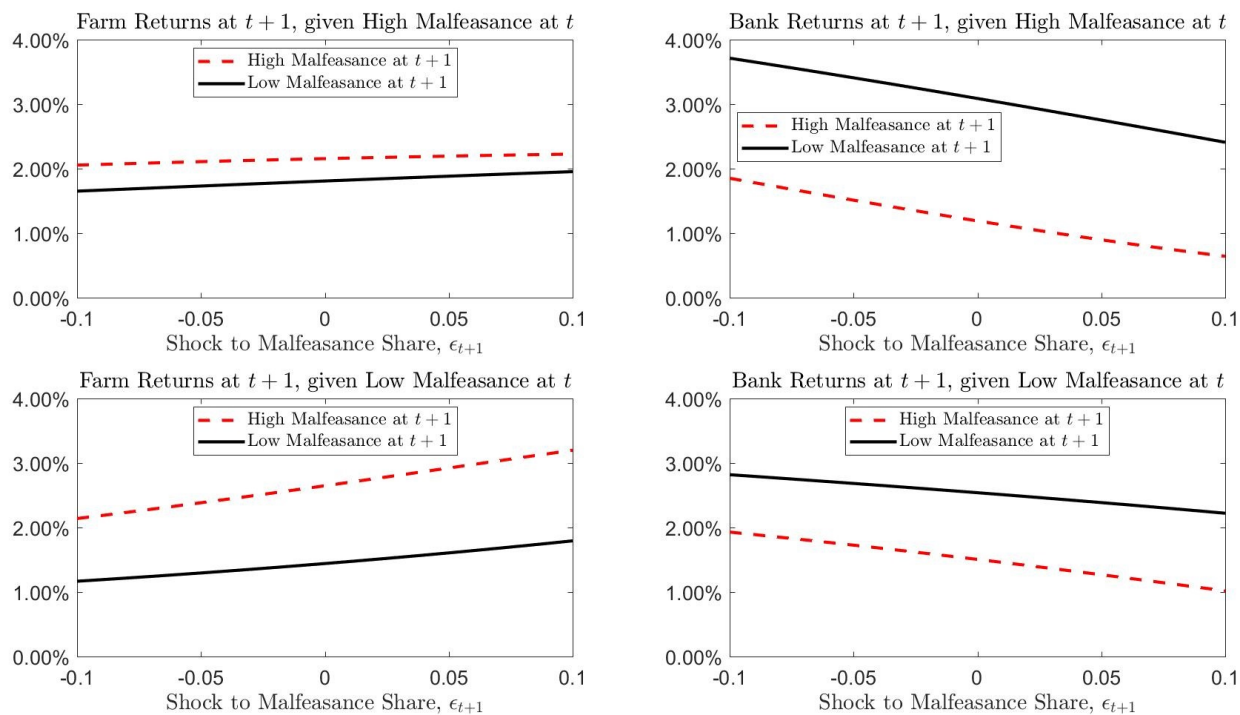 Farm Returns at t + 1, given High Malfeasance at t
4.00%
3.00%
2.00%
1.00%
0.00%
High Malfeasance at t + 1
Low Malfeasance at t + 1
-0.1
-0.05
0
0.05
0.1
Shock to Malfeasance Share, ϵt+1
Bank Returns at t + 1, given High Malfeasance at t
4.00%
3.00%
2.00%
1.00%
0.00%
High Malfeasance at t + 1
Low Malfeasance at t + 1
-0.1
-0.05
0
0.05
0.1
Shock to Malfeasance Share, ϵt+1
Farm Returns at t + 1, given Low Malfeasance at t
4.00%
3.00%
2.00%
1.00%
0.00%
High Malfeasance at t + 1
Low Malfeasance at t + 1
-0.1
-0.05
0
0.05
0.1
Shock to Malfeasance Share, ϵt+1
Bank Returns at t + 1, given Low Malfeasance at t
4.00%
3.00%
2.00%
1.00%
0.00%
High Malfeasance at t + 1
Low Malfeasance at t + 1
-0.1
-0.05
0
0.05
0.1
Shock to Malfeasance Share, ϵt+1